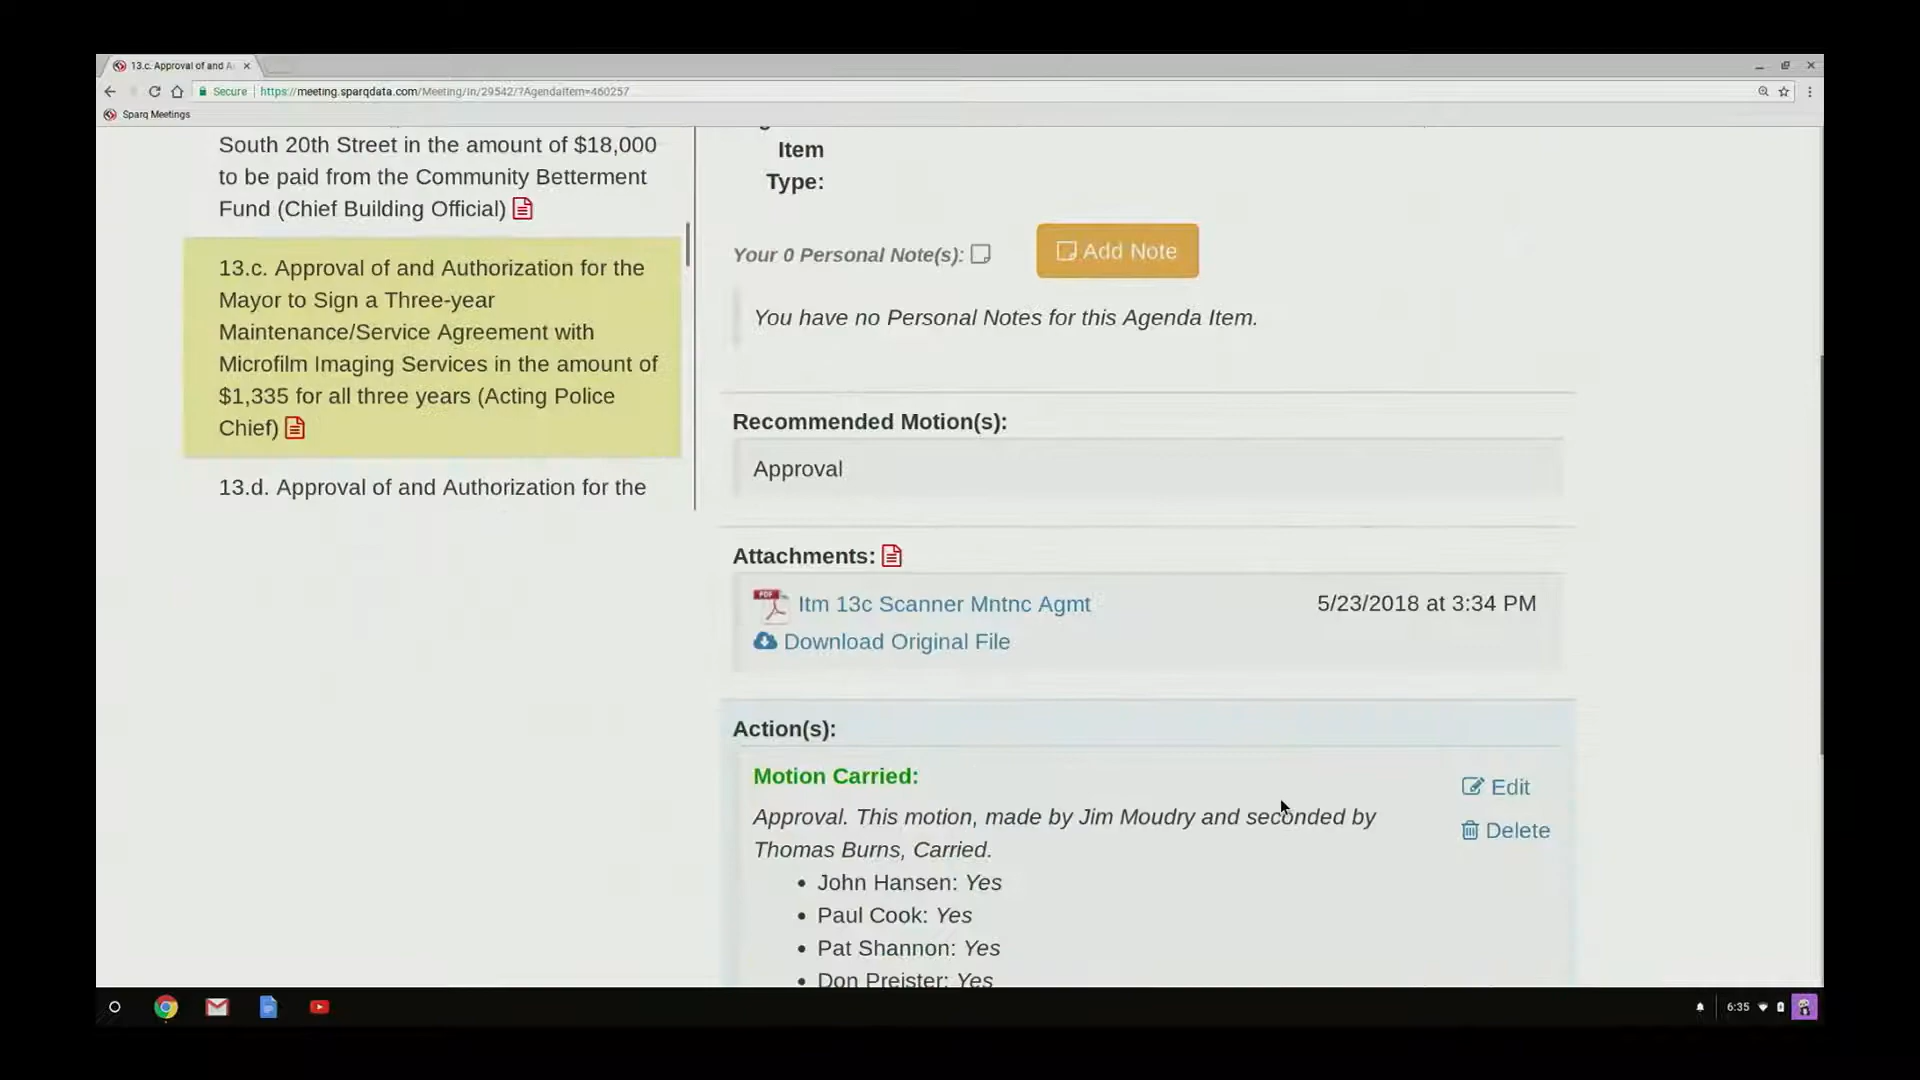 13.c. Approval of and A
Secure
https://meeting.sparqdata.com/Meeting/In/29542/?AgendaItem=460257
Sparq Meetings
South 20th Street in the amount of $18,000
to be paid from the Community Betterment
Fund (Chief Building Official)
13.c. Approval of and Authorization for the
Mayor to Sign a Three-year
Maintenance/Service Agreement with
Microfilm Imaging Services in the amount of
$1,335 for all three years (Acting Police
Chief)
13.d. Approval of and Authorization for the
Item
Type:
Your 0 Personal Note(s):
Add Note
You have no Personal Notes for this Agenda Item.
Recommended Motion(s):
Approval
Attachments:
PDF
Itm 13c Scanner Mntnc Agmt
5/23/2018 at 3:34 PM
Download Original File
Action(s):
Motion Carried:
Edit
Approval. This motion, made by Jim Moudry and seconded by
Thomas Burns, Carried.
Delete
• John Hansen: Yes
• Paul Cook: Yes
• Pat Shannon: Yes
• Don Preister: Yes
6:35